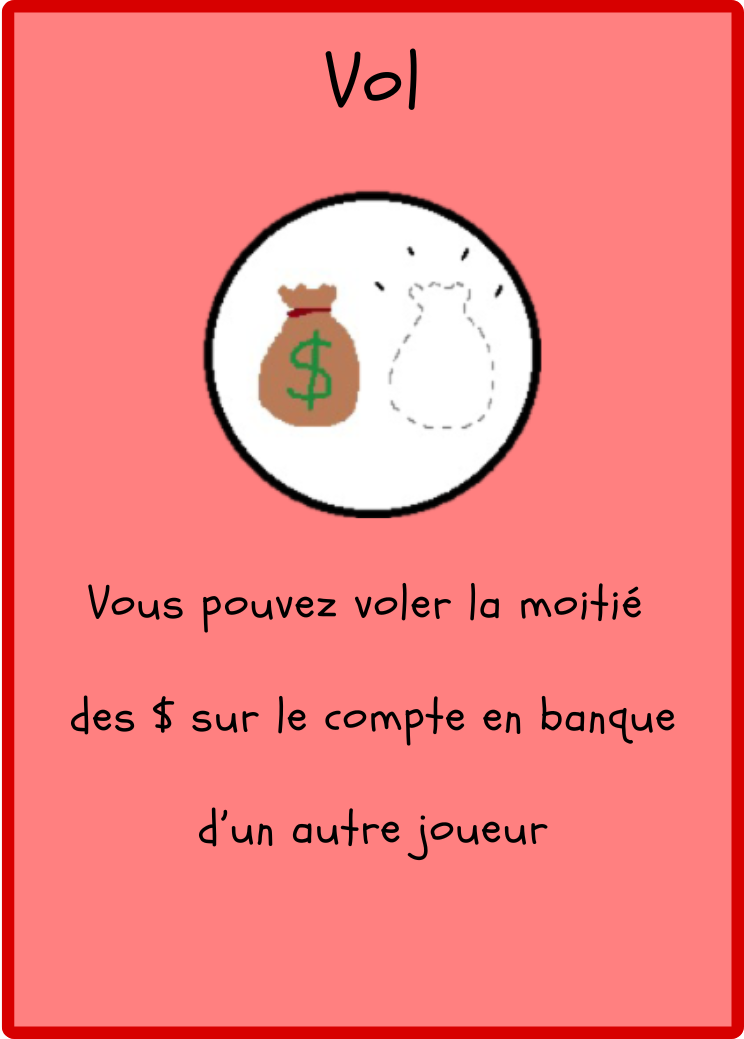 Vol
$
Vous pouvez voler la moitié
des $ sur le compte en banque
d'un autre joueur